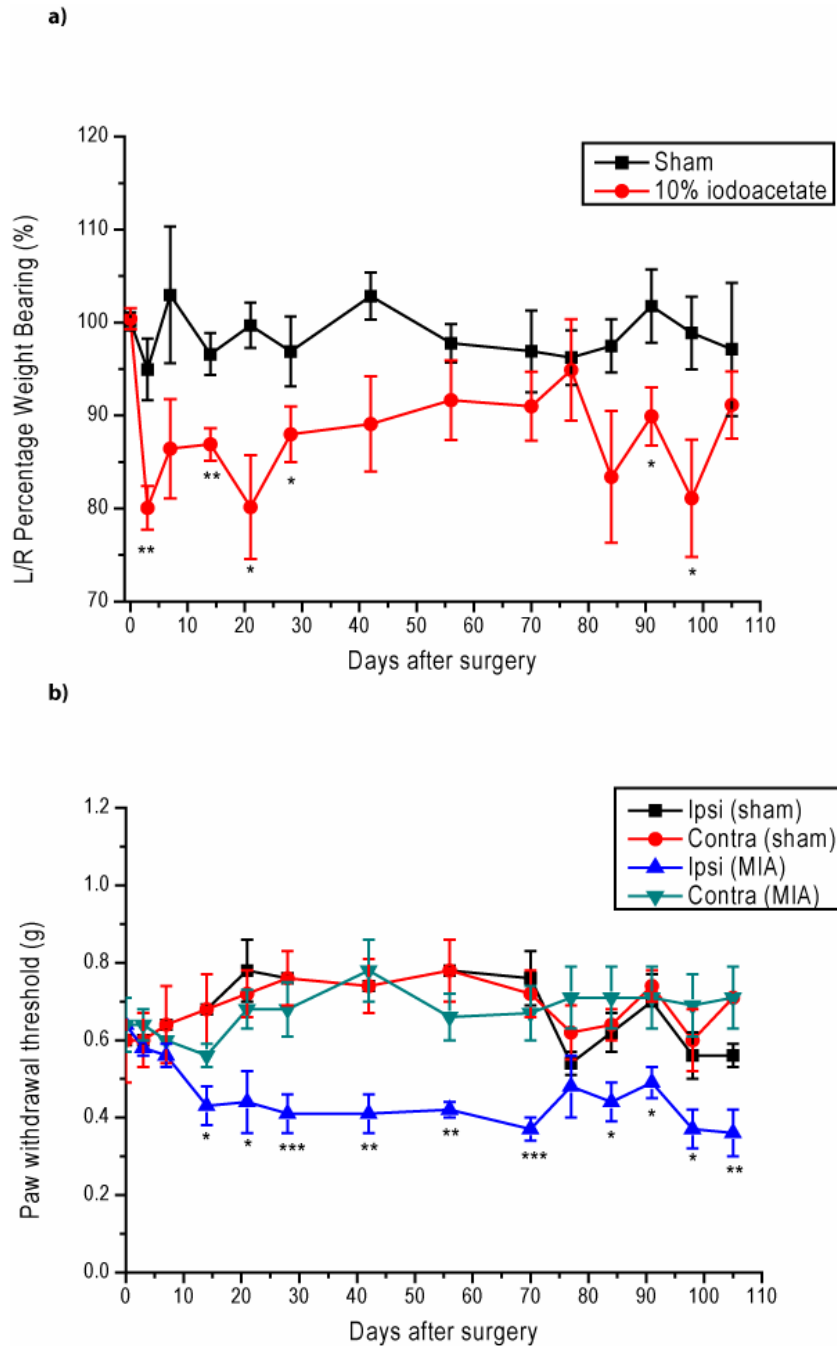 a)
120
110
100
90
80
70
L/R Percentage Weight Bearing (%)
Sham
10% iodoacetate
**
**
*
*
*
*
0 10 20 30 40 50 60 70 80 90 100 110
Days after surgery
b)
1.2
1.0
0.8
0.6
0.4
0.2
0.0
Paw withdrawal threshold (g)
Ipsi (sham)
Contra (sham)
Ipsi (MIA)
Contra (MIA)
* * *** ** ** *** * * * **
0 10 20 30 40 50 60 70 80 90 100 110
Days after surgery